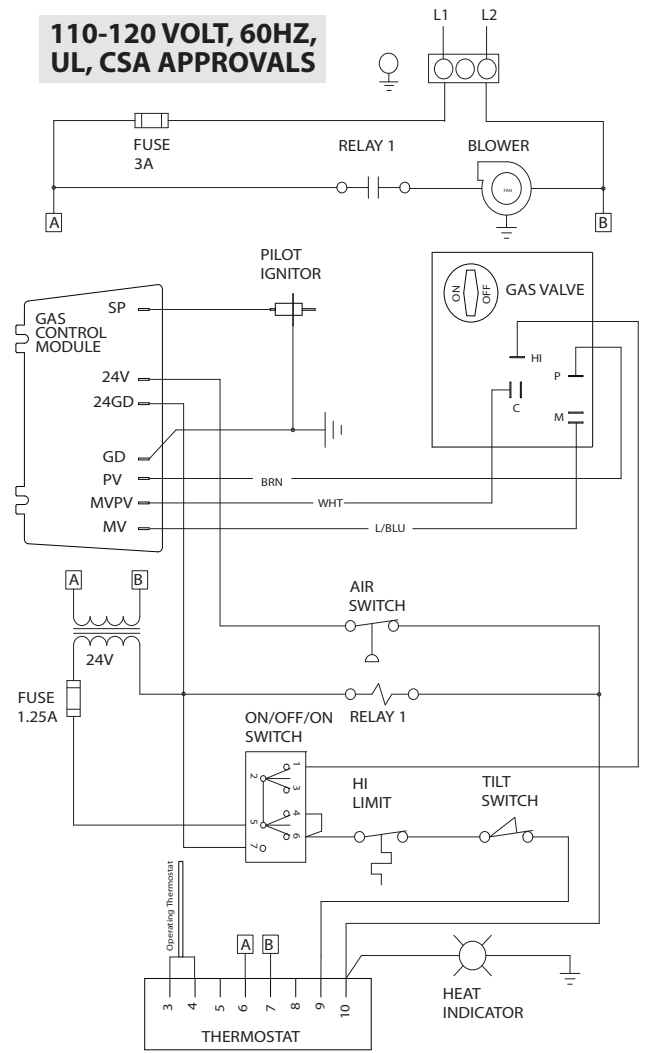 110-120 VOLT, 60HZ,
UL, CSA APPROVALS
L1
L2
FUSE
3A
RELAY 1
BLOWER
FAN
A
B
PILOT
IGNITOR
GAS
CONTROL
MODULE
SP
24V
24GD
GD
PV
MVPV
MV
ON
OFF
GAS VALVE
HI
P
C
M
BRN
WHT
L/BLU
A
B
24V
FUSE
1.25A
AIR
SWITCH
RELAY 1
ON/OFF/ON
SWITCH
1
2
3
4
5
6
7
HI
LIMIT
TILT
SWITCH
Operating Thermostat
A
B
3
4
5
6
7
8
9
10
THERMOSTAT
HEAT
INDICATOR